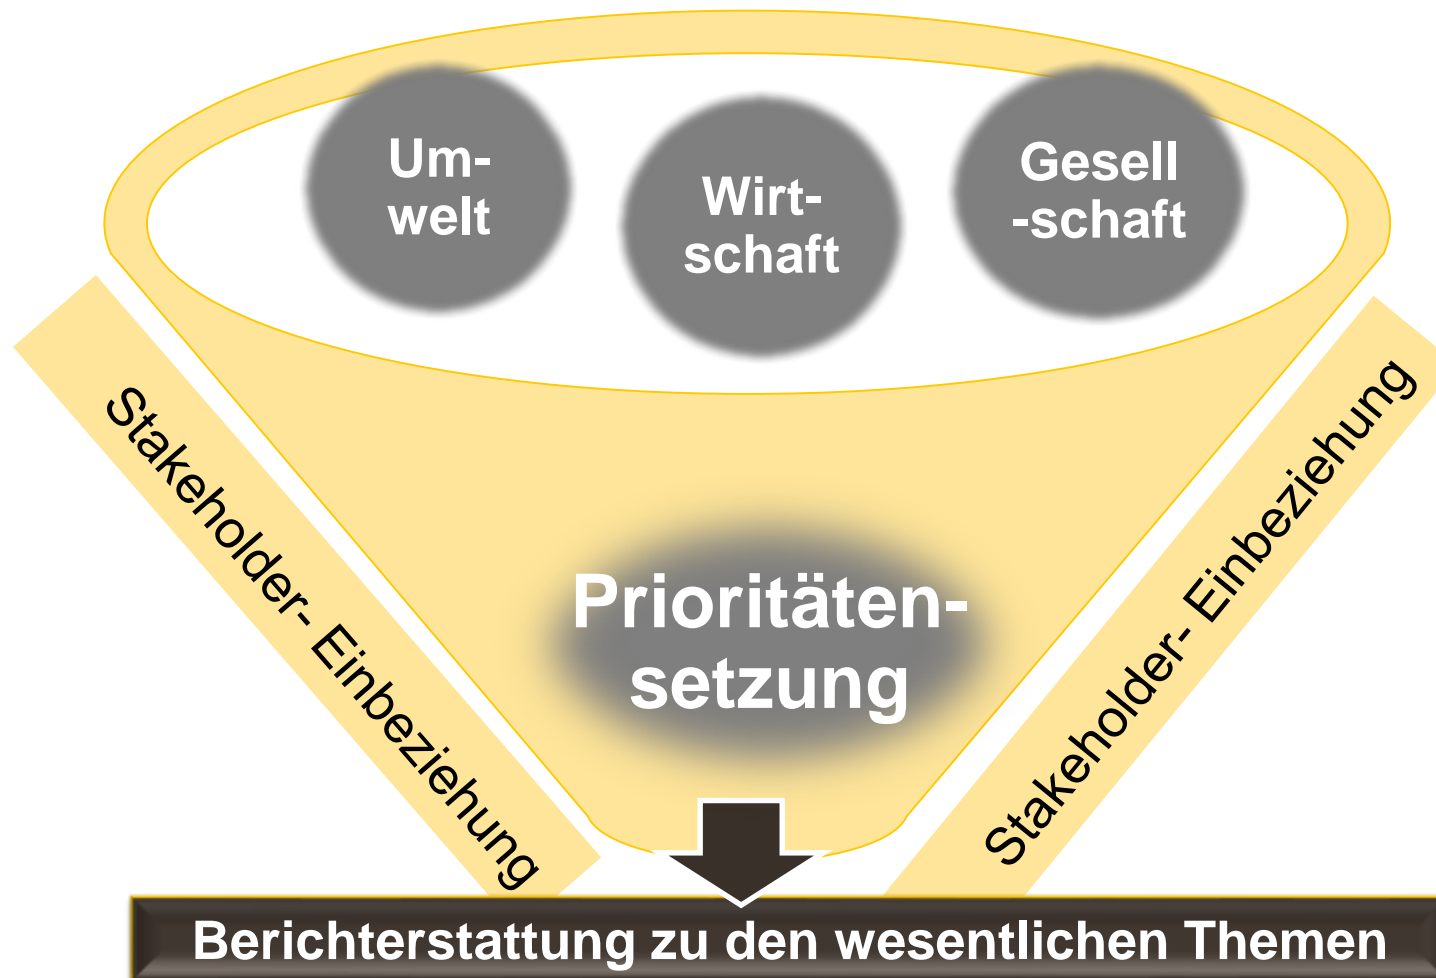 Um-
welt
Wirt-
schaft
Gesell
-schaft
Stakeholder- Einbeziehung
Stakeholder- Einbeziehung
Prioritäten-
setzung
Berichterstattung zu den wesentlichen Themen